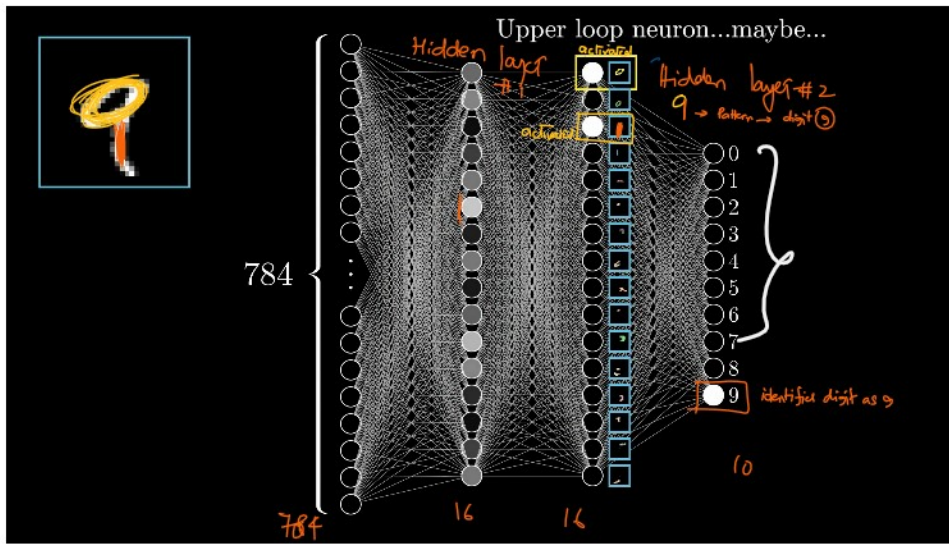 Upper loop neuron...maybe...
Hidden layer
#1
activated
Hidden layer #2
9 → Pattern → digit 9
activated
0
1
2
3
4
5
6
7
8
9
784
identifies digit as 9
10
784
16
16